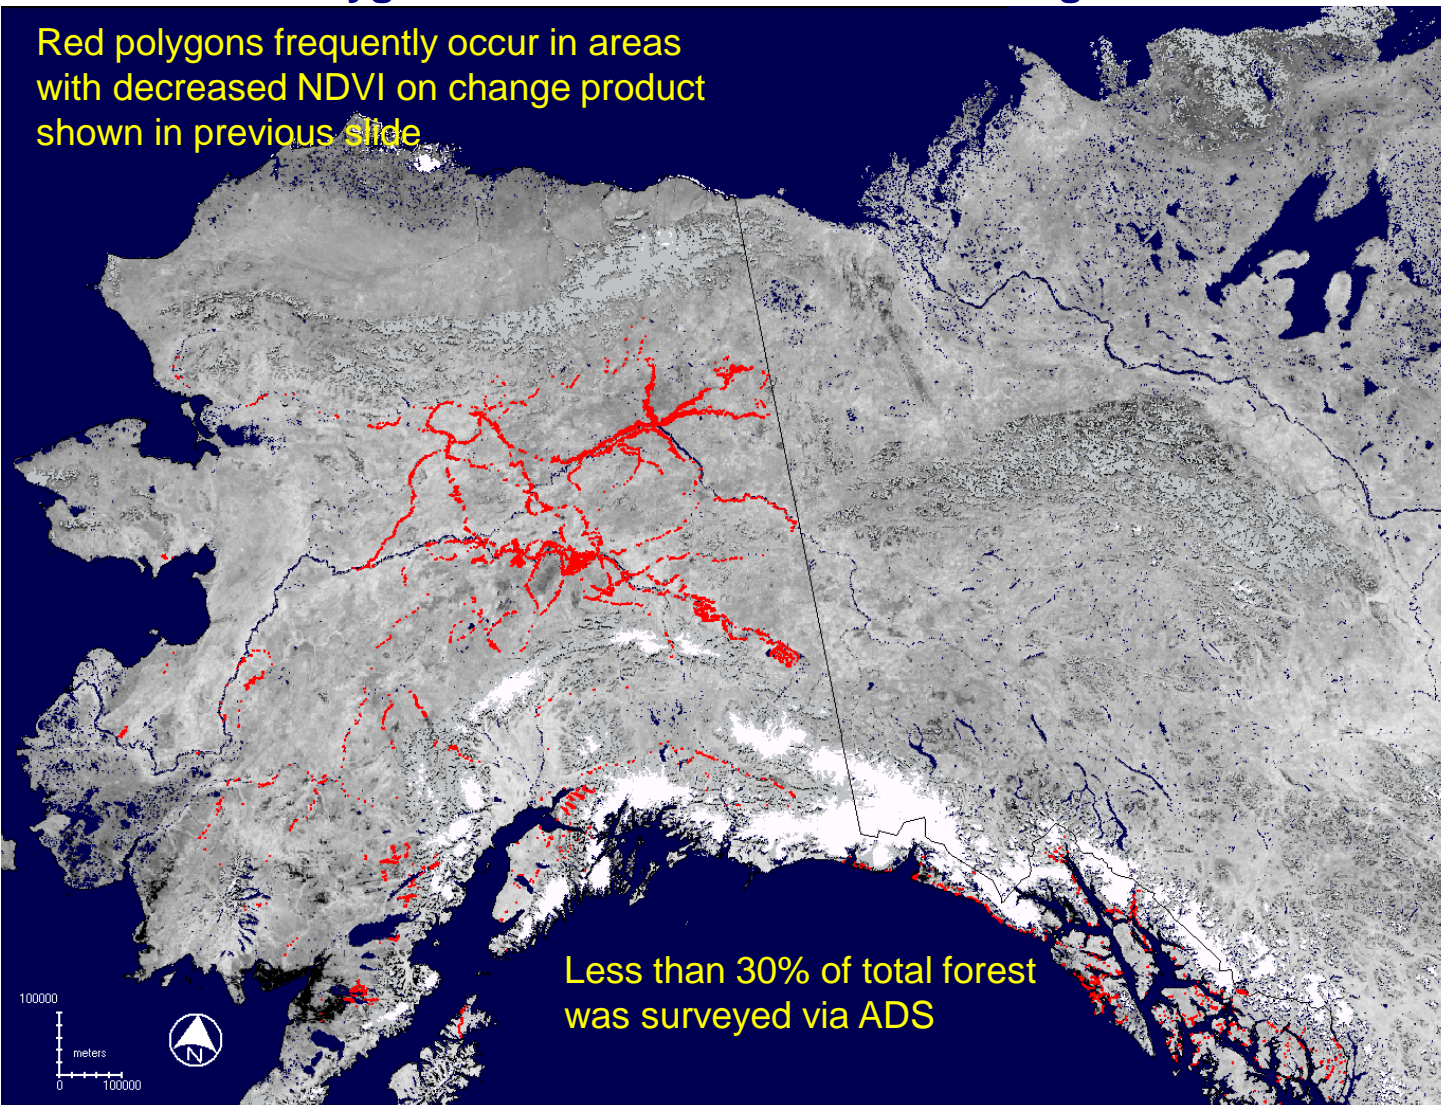 Red polygons frequently occur in areas
with decreased NDVI on change product
shown in previous slide
Less than 30% of total forest
was surveyed via ADS
100000
meters
0
100000
N